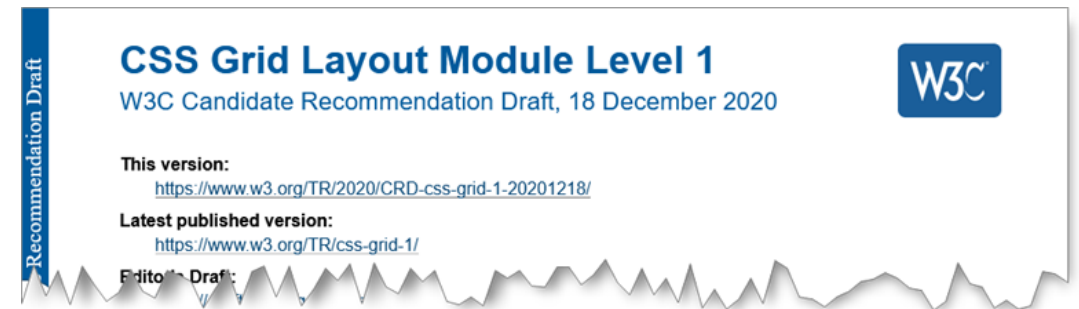 Recommendation Draft
CSS Grid Layout Module Level 1
W3C
W3C Candidate Recommendation Draft, 18 December 2020
This version:
https://www.w3.org/TR/2020/CRD-css-grid-1-20201218/
Latest published version:
https://www.w3.org/TR/css-grid-1/
Editor's Draft: